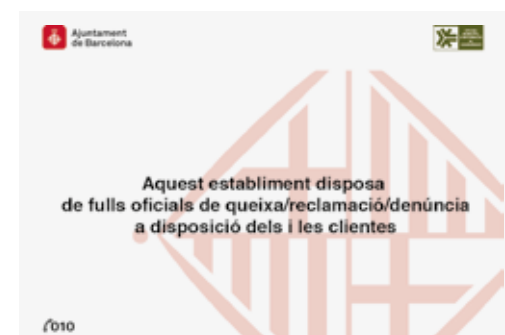 Ajuntament
de Barcelona
Aquest establiment disposa
de fulls oficials de queixa/reclamació/denúncia
a disposició dels i les clientes
010